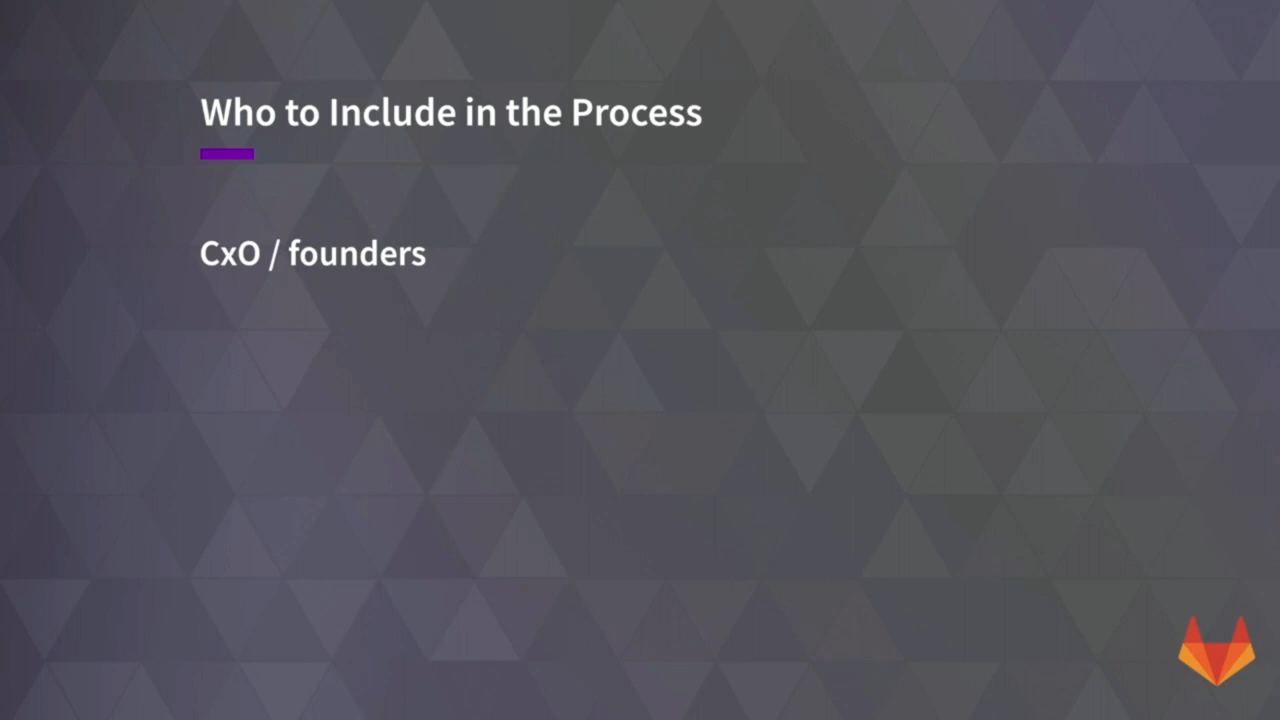 Who to Include in the Process
CxO / founders